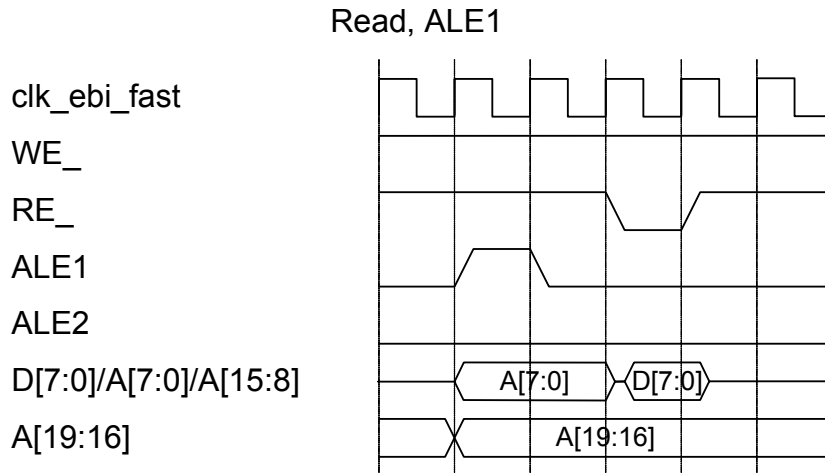 Read, ALE1
clk_ebi_fast
WE_
RE_
ALE1
ALE2
D[7:0]/A[7:0]/A[15:8]
A[7:0]
D[7:0]
A[19:16]
A[19:16]